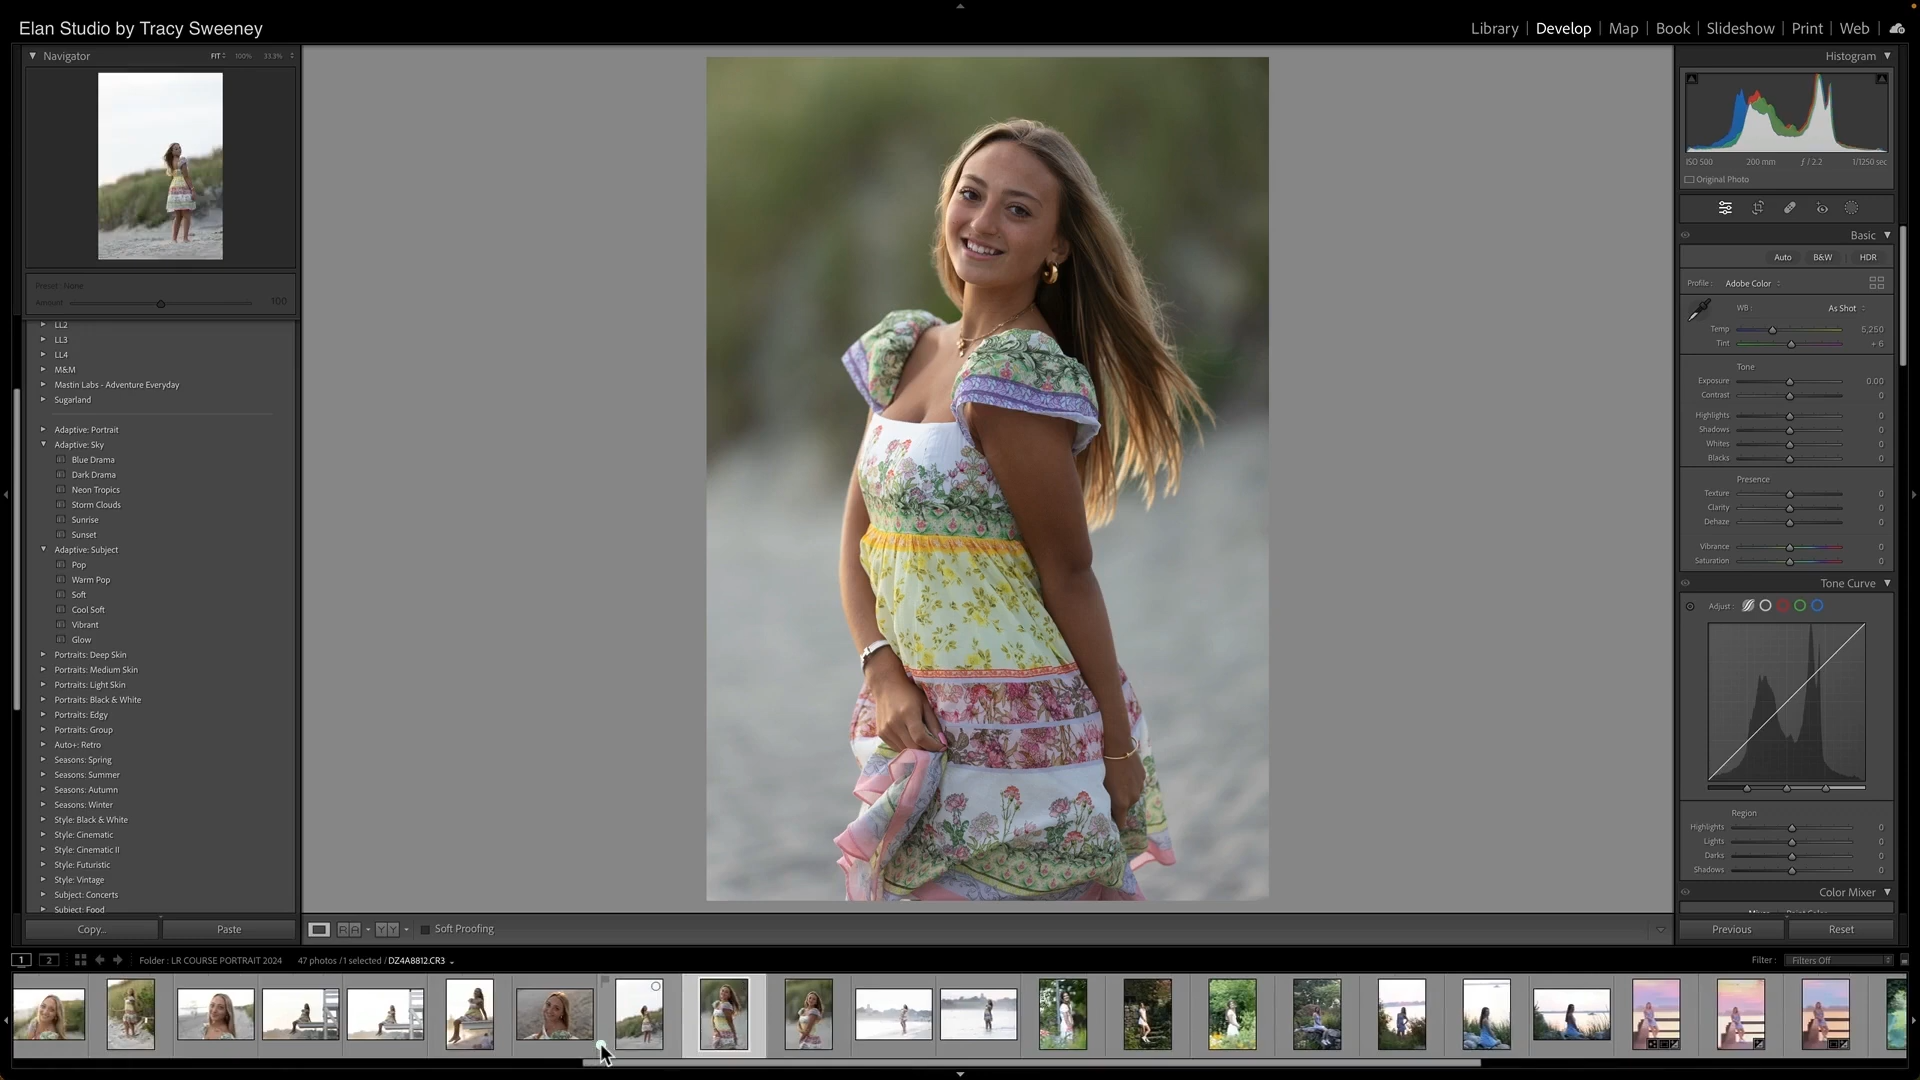 Elan Studio by Tracy Sweeney
Library | Develop | Map | Book | Slideshow | Print | Web
Navigator FIT 100% 33.3%
Preset : None
Amount 100
LL2
LL3
LL4
M&M
Mastin Labs - Adventure Everyday
Sugarland
Adaptive: Portrait
Adaptive: Sky
Blue Drama
Dark Drama
Neon Tropics
Storm Clouds
Sunrise
Sunset
Adaptive: Subject
Pop
Warm Pop
Soft
Cool Soft
Vibrant
Glow
Portraits: Deep Skin
Portraits: Medium Skin
Portraits: Light Skin
Portraits: Black & White
Portraits: Edgy
Portraits: Group
Auto+: Retro
Seasons: Spring
Seasons: Summer
Seasons: Autumn
Seasons: Winter
Style: Black & White
Style: Cinematic
Style: Cinematic II
Style: Futuristic
Style: Vintage
Subject: Concerts
Subject: Food
Copy... Paste
Soft Proofing
Histogram
ISO 500 200 mm ƒ / 2.2 1/1250 sec
Original Photo
Basic
Auto B&W HDR
Profile : Adobe Color
WB : As Shot
Temp 5,250
Tint + 6
Tone
Exposure 0.00
Contrast 0
Highlights 0
Shadows 0
Whites 0
Blacks 0
Presence
Texture 0
Clarity 0
Dehaze 0
Vibrance 0
Saturation 0
Tone Curve
Adjust :
Region
Highlights 0
Lights 0
Darks 0
Shadows 0
Color Mixer
Previous Reset
1 2 Folder : LR COURSE PORTRAIT 2024 47 photos / 1 selected / DZ4A8812.CR3
Filter : Filters Off